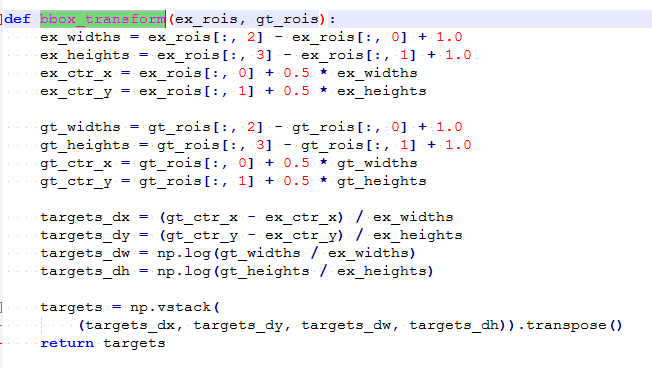 def bbox_transform(ex_rois, gt_rois):
ex_widths = ex_rois[:, 2] - ex_rois[:, 0] + 1.0
ex_heights = ex_rois[:, 3] - ex_rois[:, 1] + 1.0
ex_ctr_x = ex_rois[:, 0] + 0.5 * ex_widths
ex_ctr_y = ex_rois[:, 1] + 0.5 * ex_heights
gt_widths = gt_rois[:, 2] - gt_rois[:, 0] + 1.0
gt_heights = gt_rois[:, 3] - gt_rois[:, 1] + 1.0
gt_ctr_x = gt_rois[:, 0] + 0.5 * gt_widths
gt_ctr_y = gt_rois[:, 1] + 0.5 * gt_heights
targets_dx = (gt_ctr_x - ex_ctr_x) / ex_widths
targets_dy = (gt_ctr_y - ex_ctr_y) / ex_heights
targets_dw = np.log(gt_widths / ex_widths)
targets_dh = np.log(gt_heights / ex_heights)
targets = np.vstack(
(targets_dx, targets_dy, targets_dw, targets_dh)).transpose()
return targets